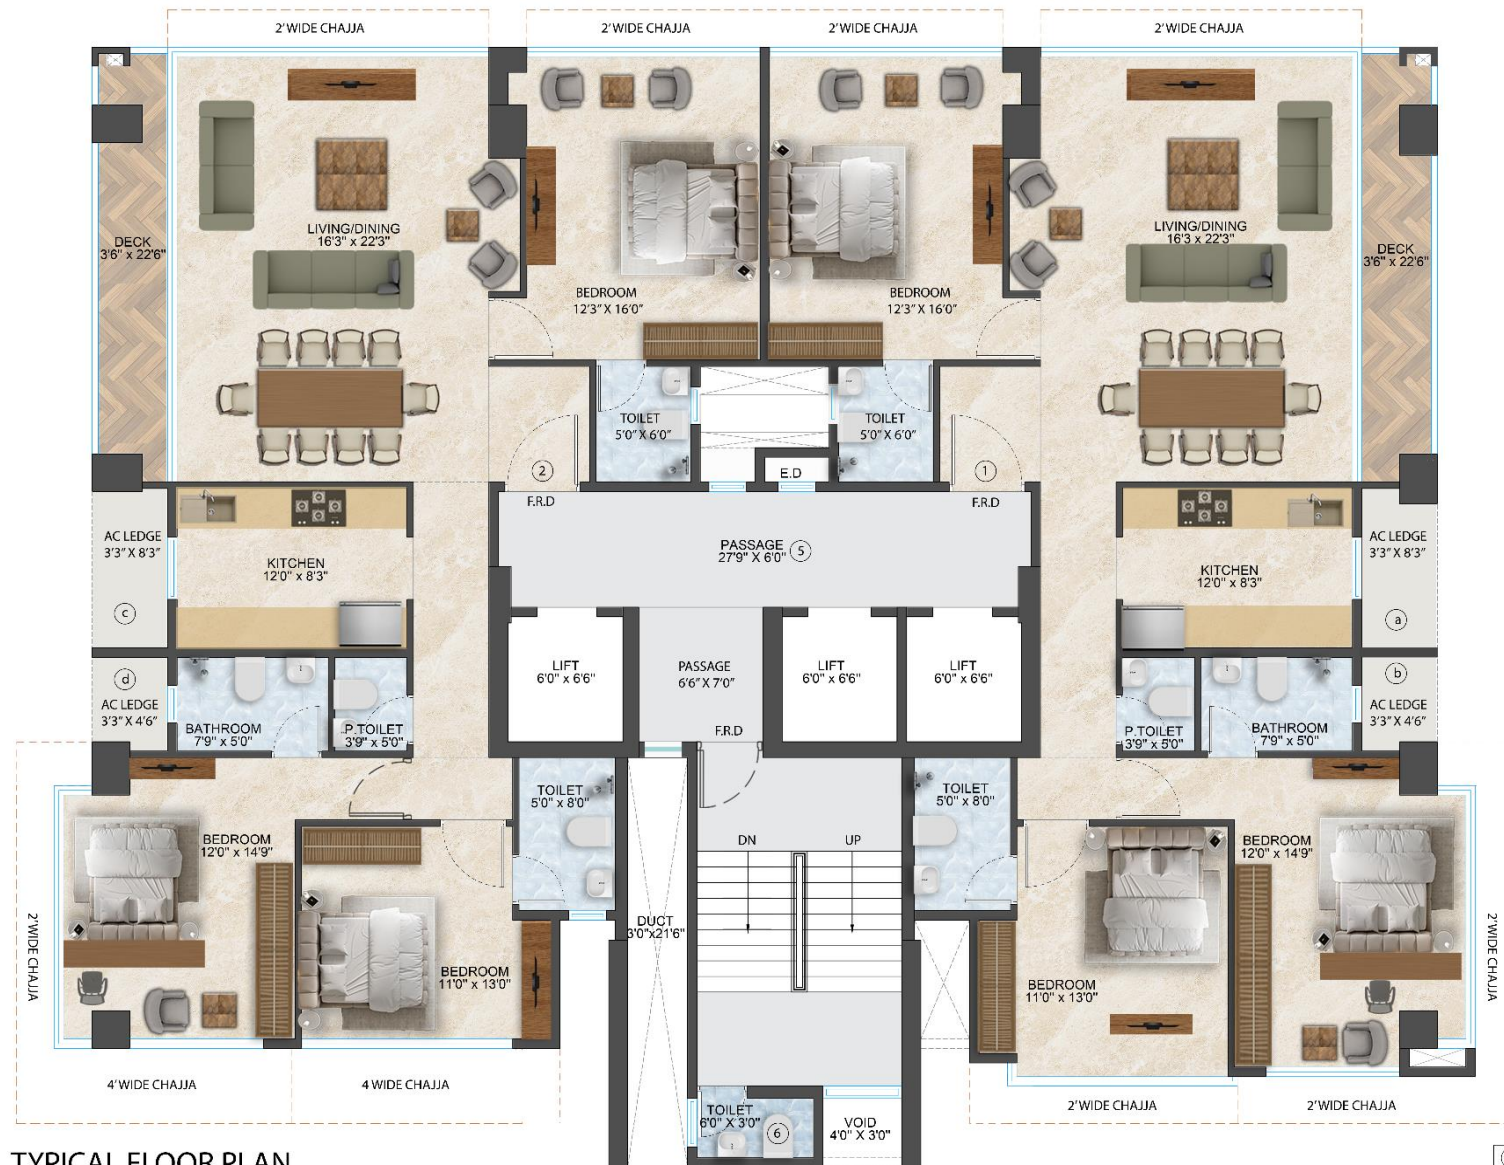 2'WIDE CHAJJA
2'WIDE CHAJJA
2'WIDE CHAJJA
2'WIDE CHAJJA
DECK
3'6" x 22'6"
LIVING/DINING
16'3" x 22'3"
BEDROOM
12'3" X 16'0"
BEDROOM
12'3" X 16'0"
LIVING/DINING
16'3 x 22'3"
DECK
3'6" x 22'6"
TOILET
5'0" X 6'0"
TOILET
5'0" X 6'0"
2
1
E.D
F.R.D
F.R.D
AC LEDGE
3'3" X 8'3"
c
KITCHEN
12'0" x 8'3"
PASSAGE
27'9" X 6'0"
5
KITCHEN
12'0" x 8'3"
AC LEDGE
3'3" X 8'3"
a
LIFT
6'0" x 6'6"
PASSAGE
6'6" X 7'0"
LIFT
6'0" x 6'6"
LIFT
6'0" x 6'6"
d
AC LEDGE
3'3" X 4'6"
BATHROOM
7'9" x 5'0"
P.TOILET
3'9" x 5'0"
F.R.D
P.TOILET
3'9" x 5'0"
BATHROOM
7'9" x 5'0"
b
AC LEDGE
3'3" X 4'6"
TOILET
5'0" x 8'0"
TOILET
5'0" x 8'0"
BEDROOM
12'0" x 14'9"
DN
UP
BEDROOM
12'0" x 14'9"
2'WIDE CHAJJA
DUCT
3'0"x21'6"
2'WIDE CHAJJA
BEDROOM
11'0" x 13'0"
BEDROOM
11'0" x 13'0"
4'WIDE CHAJJA
4 WIDE CHAJJA
2'WIDE CHAJJA
2'WIDE CHAJJA
TOILET
6'0" X 3'0"
6
VOID
4'0" X 3'0"
TYPICAL FLOOR PLAN